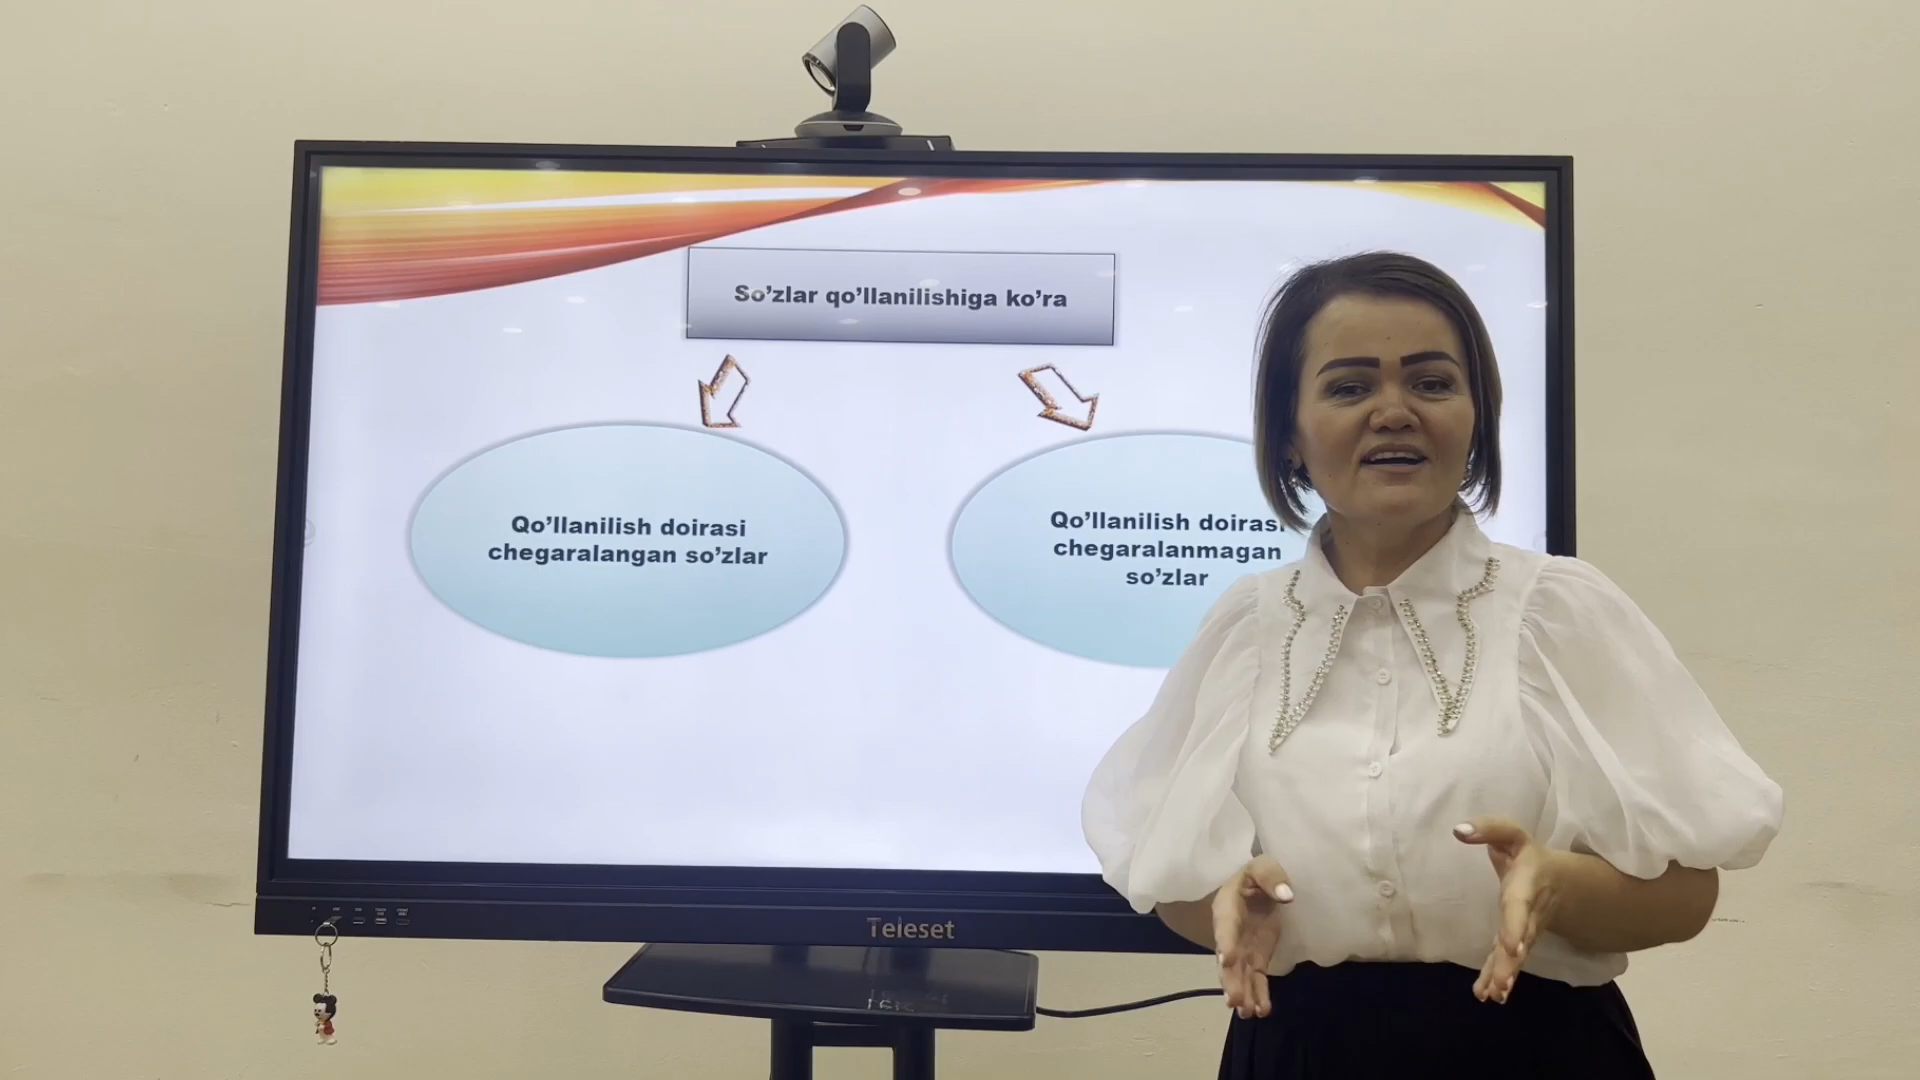 So’zlar qo’llanilishiga ko’ra
Qo’llanilish doirasi
chegaralangan so’zlar
Qo’llanilish doirasi
chegaralanmagan
so’zlar
Teleset